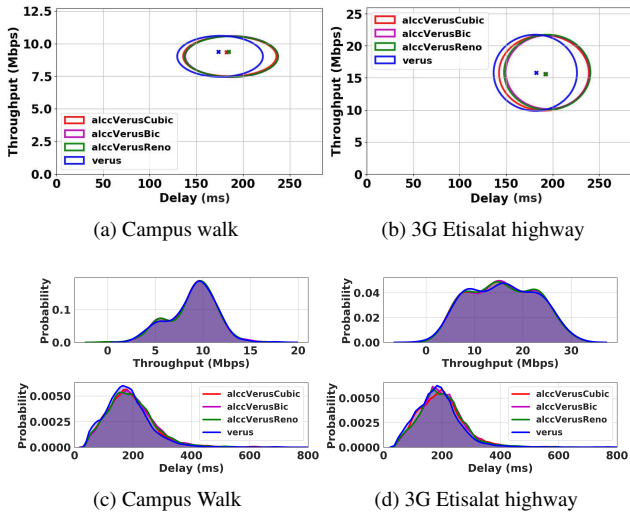 12.5
10.0
7.5
5.0
2.5
0.0
Throughput (Mbps)
alccVerusCubic
alccVerusBic
alccVerusReno
verus
0 50 100 150 200 250
Delay (ms)
(a) Campus walk
25
20
15
10
5
0
Throughput (Mbps)
alccVerusCubic
alccVerusBic
alccVerusReno
verus
0 50 100 150 200 250
Delay (ms)
(b) 3G Etisalat highway
0.1
0.0
Probability
0 10 20
Throughput (Mbps)
0.0050
0.0025
0.0000
Probability
alccVerusCubic
alccVerusBic
alccVerusReno
verus
0 200 400 600 800
Delay (ms)
(c) Campus Walk
0.04
0.02
0.00
Probability
0 10 20 30
Throughput (Mbps)
0.0050
0.0025
0.0000
Probability
alccVerusCubic
alccVerusBic
alccVerusReno
verus
0 200 400 600 800
Delay (ms)
(d) 3G Etisalat highway